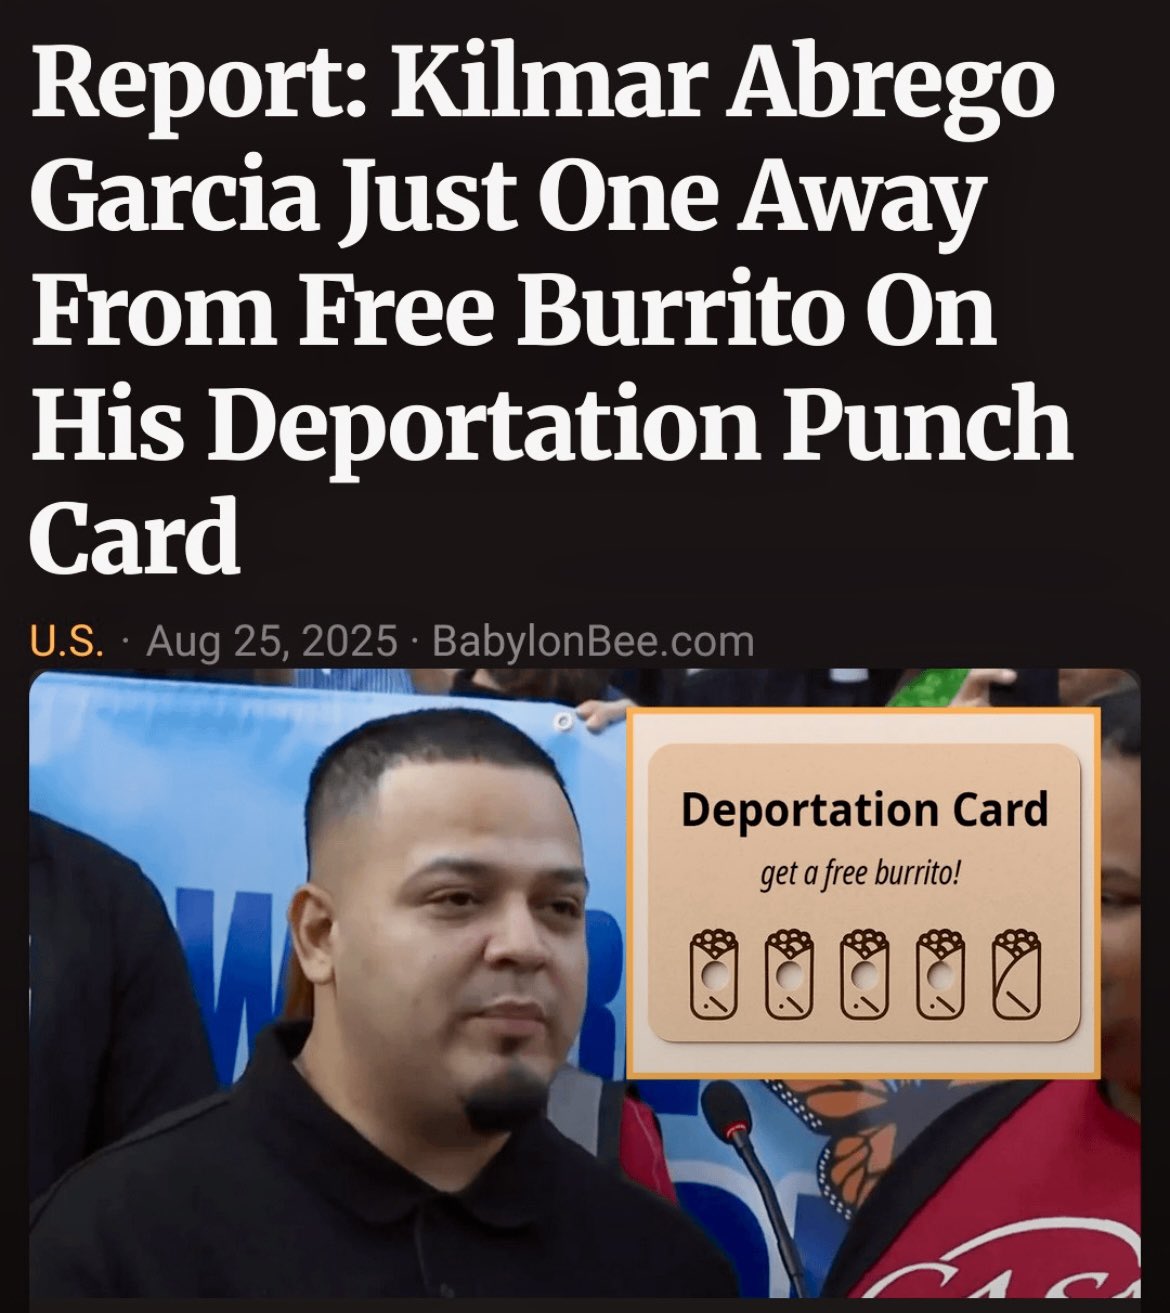 Report: Kilmar Abrego
Garcia Just One Away
From Free Burrito On
His Deportation Punch
Card
U.S. · Aug 25, 2025 · BabylonBee.com
Deportation Card
get a free burrito!
W
R
CASA